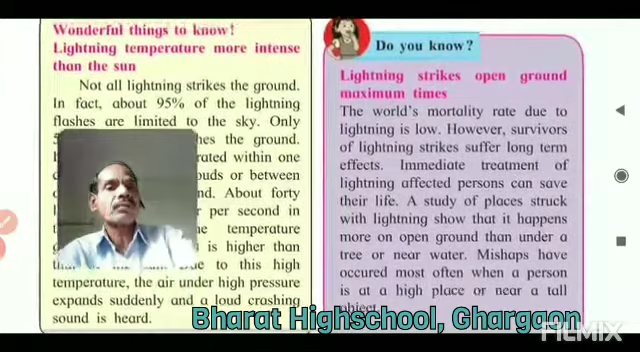 Wonderful things to know!
Lightning temperature more intense
than the sun
Not all lightning strikes the ground.
In fact, about 95% of the lightning
flashes are limited to the sky. Only
the ground.
rated within one
ouds or between
nd. About forty
per second in
temperature
is higher than
to this high
temperature, the air under high pressure
expands suddenly and a loud crashing
sound is heard.
Do you know?
Lightning strikes open ground
maximum times
The world's mortality rate due to
lightning is low. However, survivors
of lightning strikes suffer long term
effects. Immediate treatment of
lightning affected persons can save
their life. A study of places struck
with lightning show that it happens
more on open ground than under a
tree or near water. Mishaps have
occured most often when a person
is at a high place or near a tall
object.
Bharat Highschool, Ghargaon
FILMIX